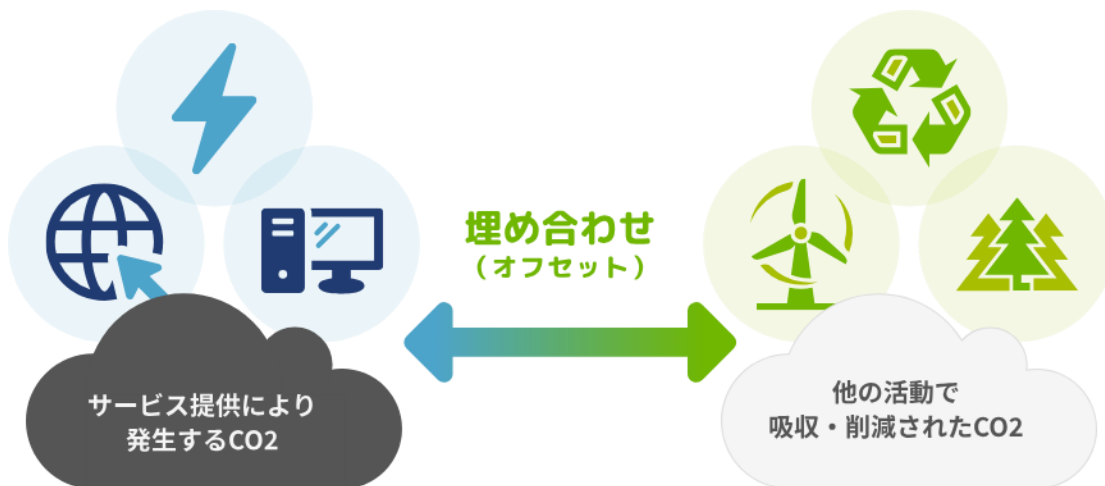 埋め合わせ
（オフセット）
サービス提供により
発生するCO2
他の活動で
吸収・削減されたCO2